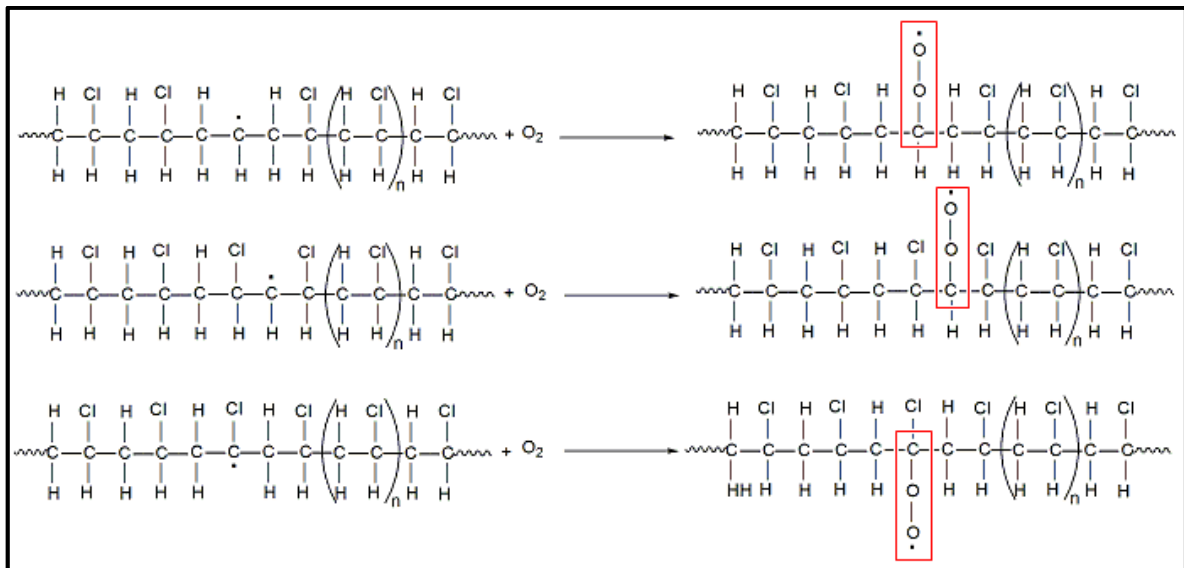 H Cl H Cl H H Cl H Cl H Cl
C C C C C C C C C C C C + O2
H H H H H H H H H H n H H
O
H Cl H Cl H O H Cl H Cl H Cl
C C C C C C C C C C C C
H H H H H H H H H H n H H
H Cl H Cl H Cl Cl H Cl H Cl
C C C C C C C C C C C C + O2
H H H H H H H H H H n H H
O
H Cl H Cl H Cl O Cl H Cl H Cl
C C C C C C C C C C C C
H H H H H H H H H H n H H
H Cl H Cl H Cl H Cl H Cl H Cl
C C C C C C C C C C C C + O2
H H H H H H H H H n H H
H Cl H Cl H Cl H Cl H Cl H Cl
C C C C C C C C C C C C
HH H H H H O H H H H n H H
O